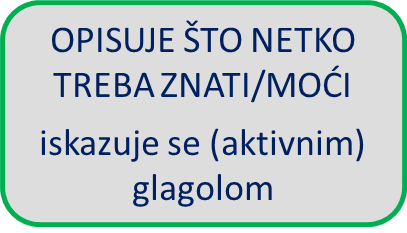 OPISUJE ŠTO NETKO
TREBA ZNATI/MOĆI
iskazuje se (aktivnim)
glagolom